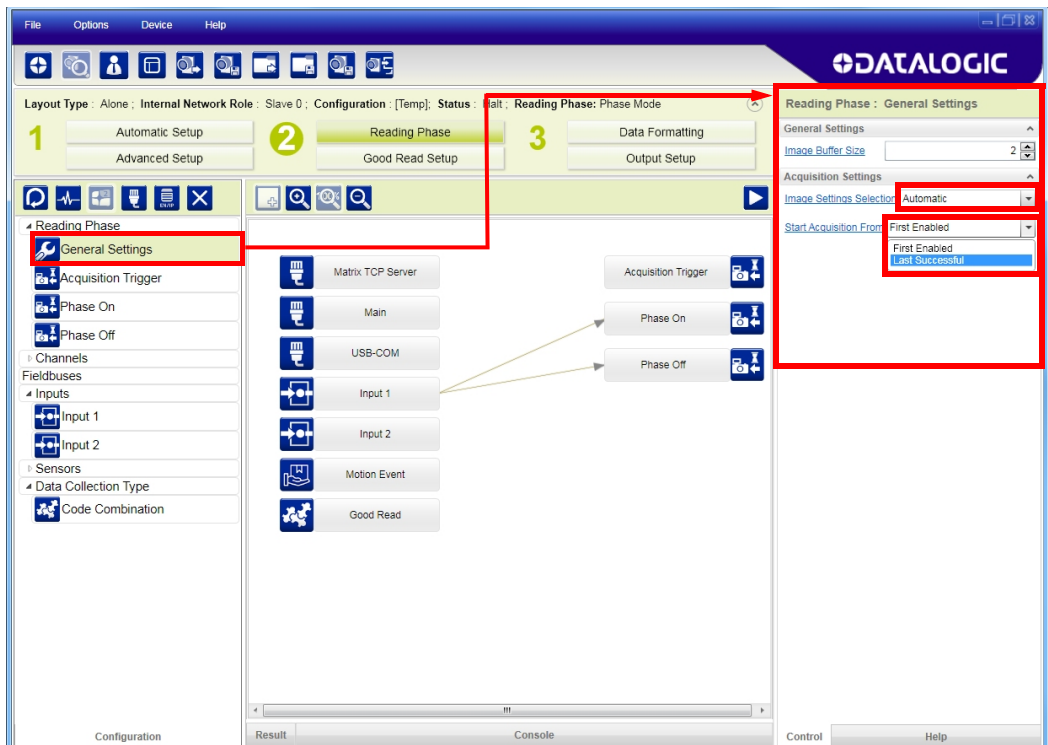 File Options Device Help
DATALOGIC
Layout Type : Alone ; Internal Network Role : Slave 0 ; Configuration : [Temp]; Status : Halt ; Reading Phase: Phase Mode
1 Automatic Setup 2 Reading Phase 3 Data Formatting
Advanced Setup Good Read Setup Output Setup
Reading Phase
General Settings
Acquisition Trigger
Phase On
Phase Off
Channels
Fieldbuses
Inputs
Input 1
Input 2
Sensors
Data Collection Type
Code Combination
Configuration
Matrix TCP Server
Main
USB-COM
Input 1
Input 2
Motion Event
Good Read
Acquisition Trigger
Phase On
Phase Off
Result Console
Reading Phase : General Settings
General Settings
Image Buffer Size 2
Acquisition Settings
Image Settings Selection Automatic
Start Acquisition From First Enabled
First Enabled
Last Successful
Control Help